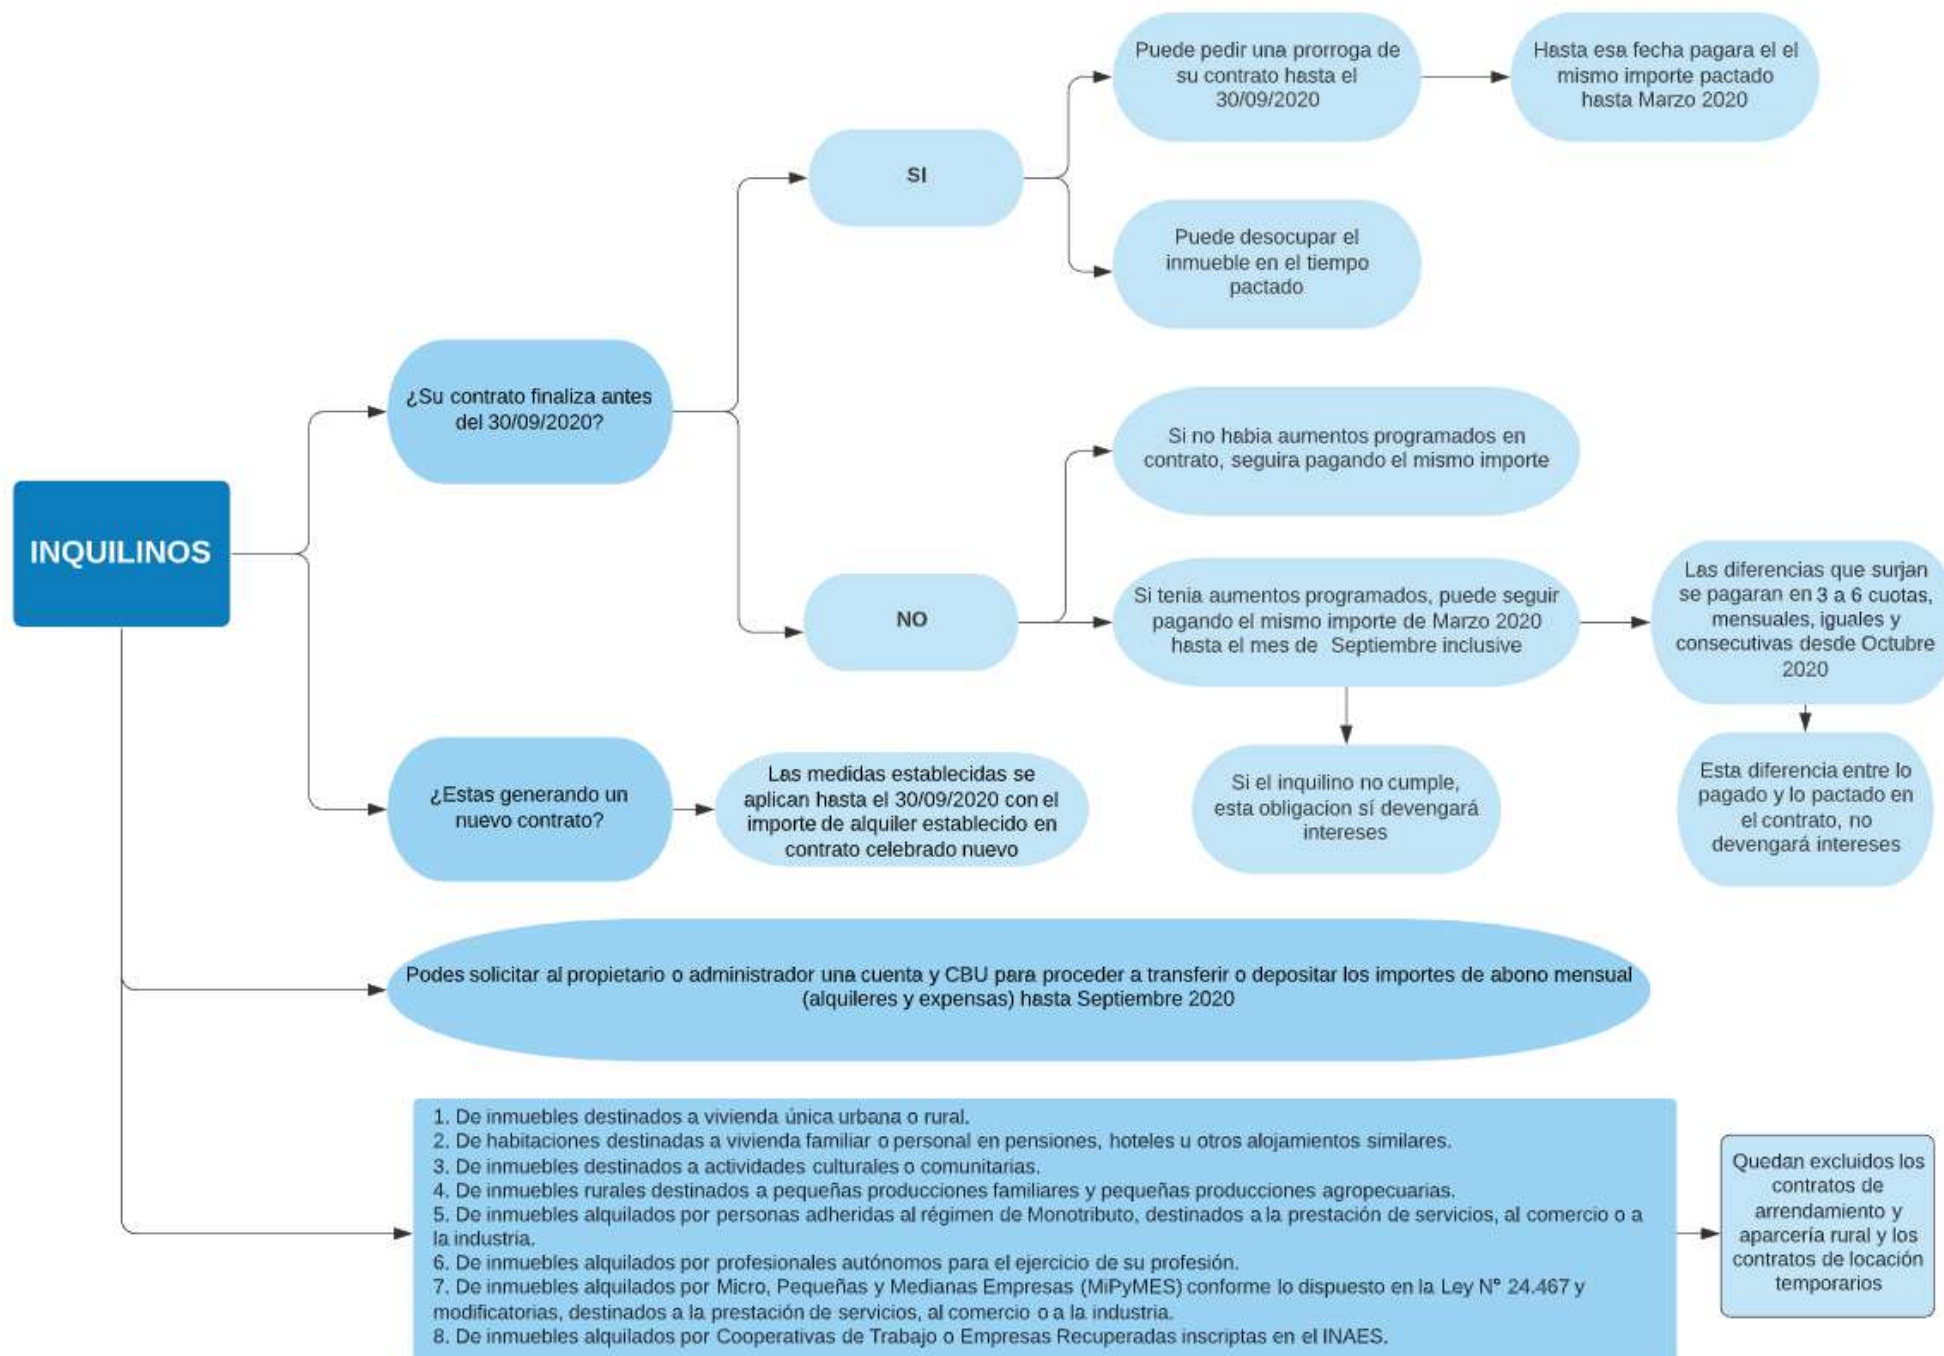 Puede pedir una prorroga de
su contrato hasta el
30/09/2020
Hasta esa fecha pagara el el
mismo importe pactado
hasta Marzo 2020
SI
Puede desocupar el
inmueble en el tiempo
pactado
¿Su contrato finaliza antes
del 30/09/2020?
Si no habia aumentos programados en
contrato, seguira pagando el mismo importe
INQUILINOS
NO
Si tenia aumentos programados, puede seguir
pagando el mismo importe de Marzo 2020
hasta el mes de Septiembre inclusive
Las diferencias que surjan
se pagaran en 3 a 6 cuotas,
mensuales, iguales y
consecutivas desde Octubre
2020
¿Estas generando un
nuevo contrato?
Las medidas establecidas se
aplican hasta el 30/09/2020 con el
importe de alquiler establecido en
contrato celebrado nuevo
Si el inquilino no cumple,
esta obligacion sí devengará
intereses
Esta diferencia entre lo
pagado y lo pactado en
el contrato, no
devengará intereses
Podes solicitar al propietario o administrador una cuenta y CBU para proceder a transferir o depositar los importes de abono mensual
(alquileres y expensas) hasta Septiembre 2020
1. De inmuebles destinados a vivienda única urbana o rural.
2. De habitaciones destinadas a vivienda familiar o personal en pensiones, hoteles u otros alojamientos similares.
3. De inmuebles destinados a actividades culturales o comunitarias.
4. De inmuebles rurales destinados a pequeñas producciones familiares y pequeñas producciones agropecuarias.
5. De inmuebles alquilados por personas adheridas al régimen de Monotributo, destinados a la prestación de servicios, al comercio o a
la industria.
6. De inmuebles alquilados por profesionales autónomos para el ejercicio de su profesión.
7. De inmuebles alquilados por Micro, Pequeñas y Medianas Empresas (MiPyMES) conforme lo dispuesto en la Ley N° 24.467 y
modificatorias, destinados a la prestación de servicios, al comercio o a la industria.
8. De inmuebles alquilados por Cooperativas de Trabajo o Empresas Recuperadas inscriptas en el INAES.
Quedan excluidos los
contratos de
arrendamiento y
aparcería rural y los
contratos de locación
temporarios